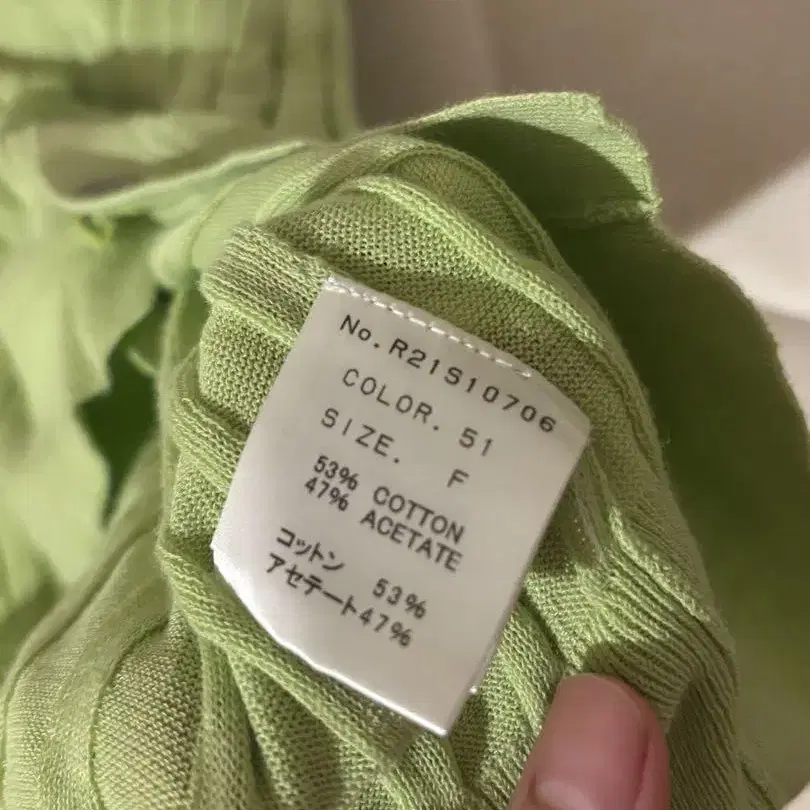 No. R21S10706
COLOR. 51
SIZE. F
53% COTTON
47% ACETATE
コットン 53%
アセテート47%